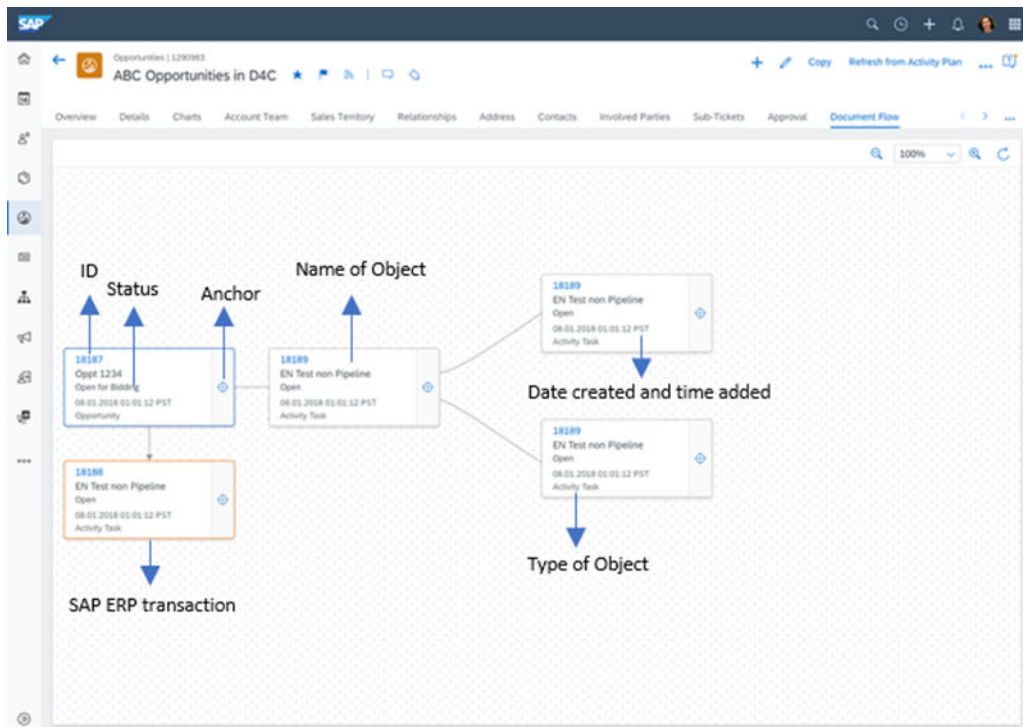 SAP
Opportunities | 1290983
ABC Opportunities in D4C
Copy
Refresh from Activity Plan
Overview
Details
Charts
Account Team
Sales Territory
Relationships
Address
Contacts
Involved Parties
Sub-Tickets
Approval
Document Flow
100%
ID
Status
Anchor
Name of Object
18187
Oppt 1234
Open for Bidding
08.01.2018 01:01:12 PST
Opportunity
18189
EN Test non Pipeline
Open
08.01.2018 01:01:12 PST
Activity Task
18189
EN Test non Pipeline
Open
08.01.2018 01:01:12 PST
Activity Task
Date created and time added
18188
EN Test non Pipeline
Open
08.01.2018 01:01:12 PST
Activity Task
18189
EN Test non Pipeline
Open
08.01.2018 01:01:12 PST
Activity Task
Type of Object
SAP ERP transaction